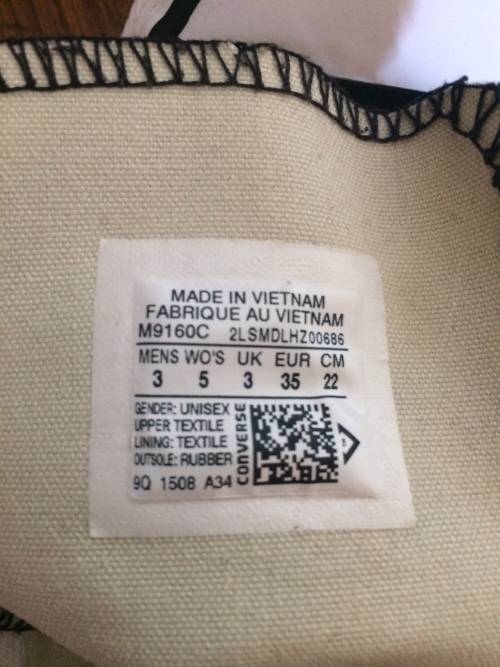 MADE IN VIETNAM
FABRIQUE AU VIETNAM
M9160C 2LSMDLHZ00686
MENS WO'S UK EUR CM
3 5 3 35 22
GENDER: UNISEX
UPPER TEXTILE
LINING: TEXTILE
OUTSOLE: RUBBER
9Q 1508 A34
CONVERSE